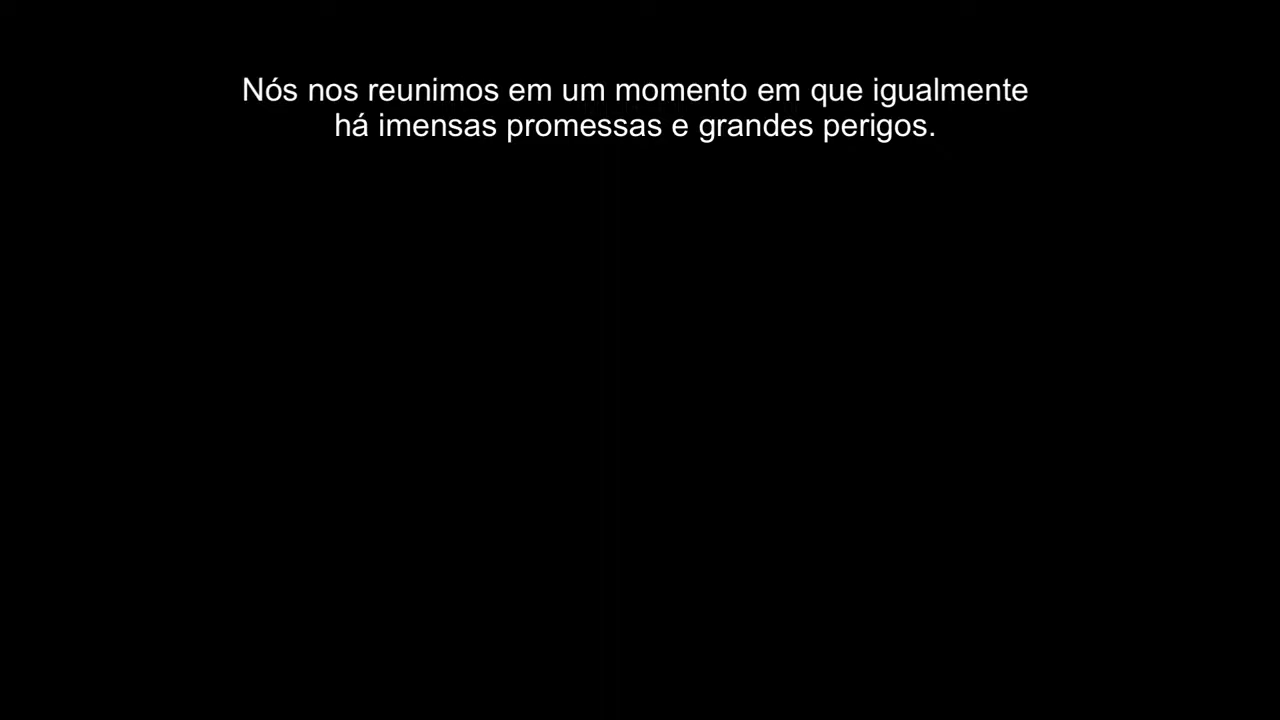 Nós nos reunimos em um momento em que igualmente
há imensas promessas e grandes perigos.